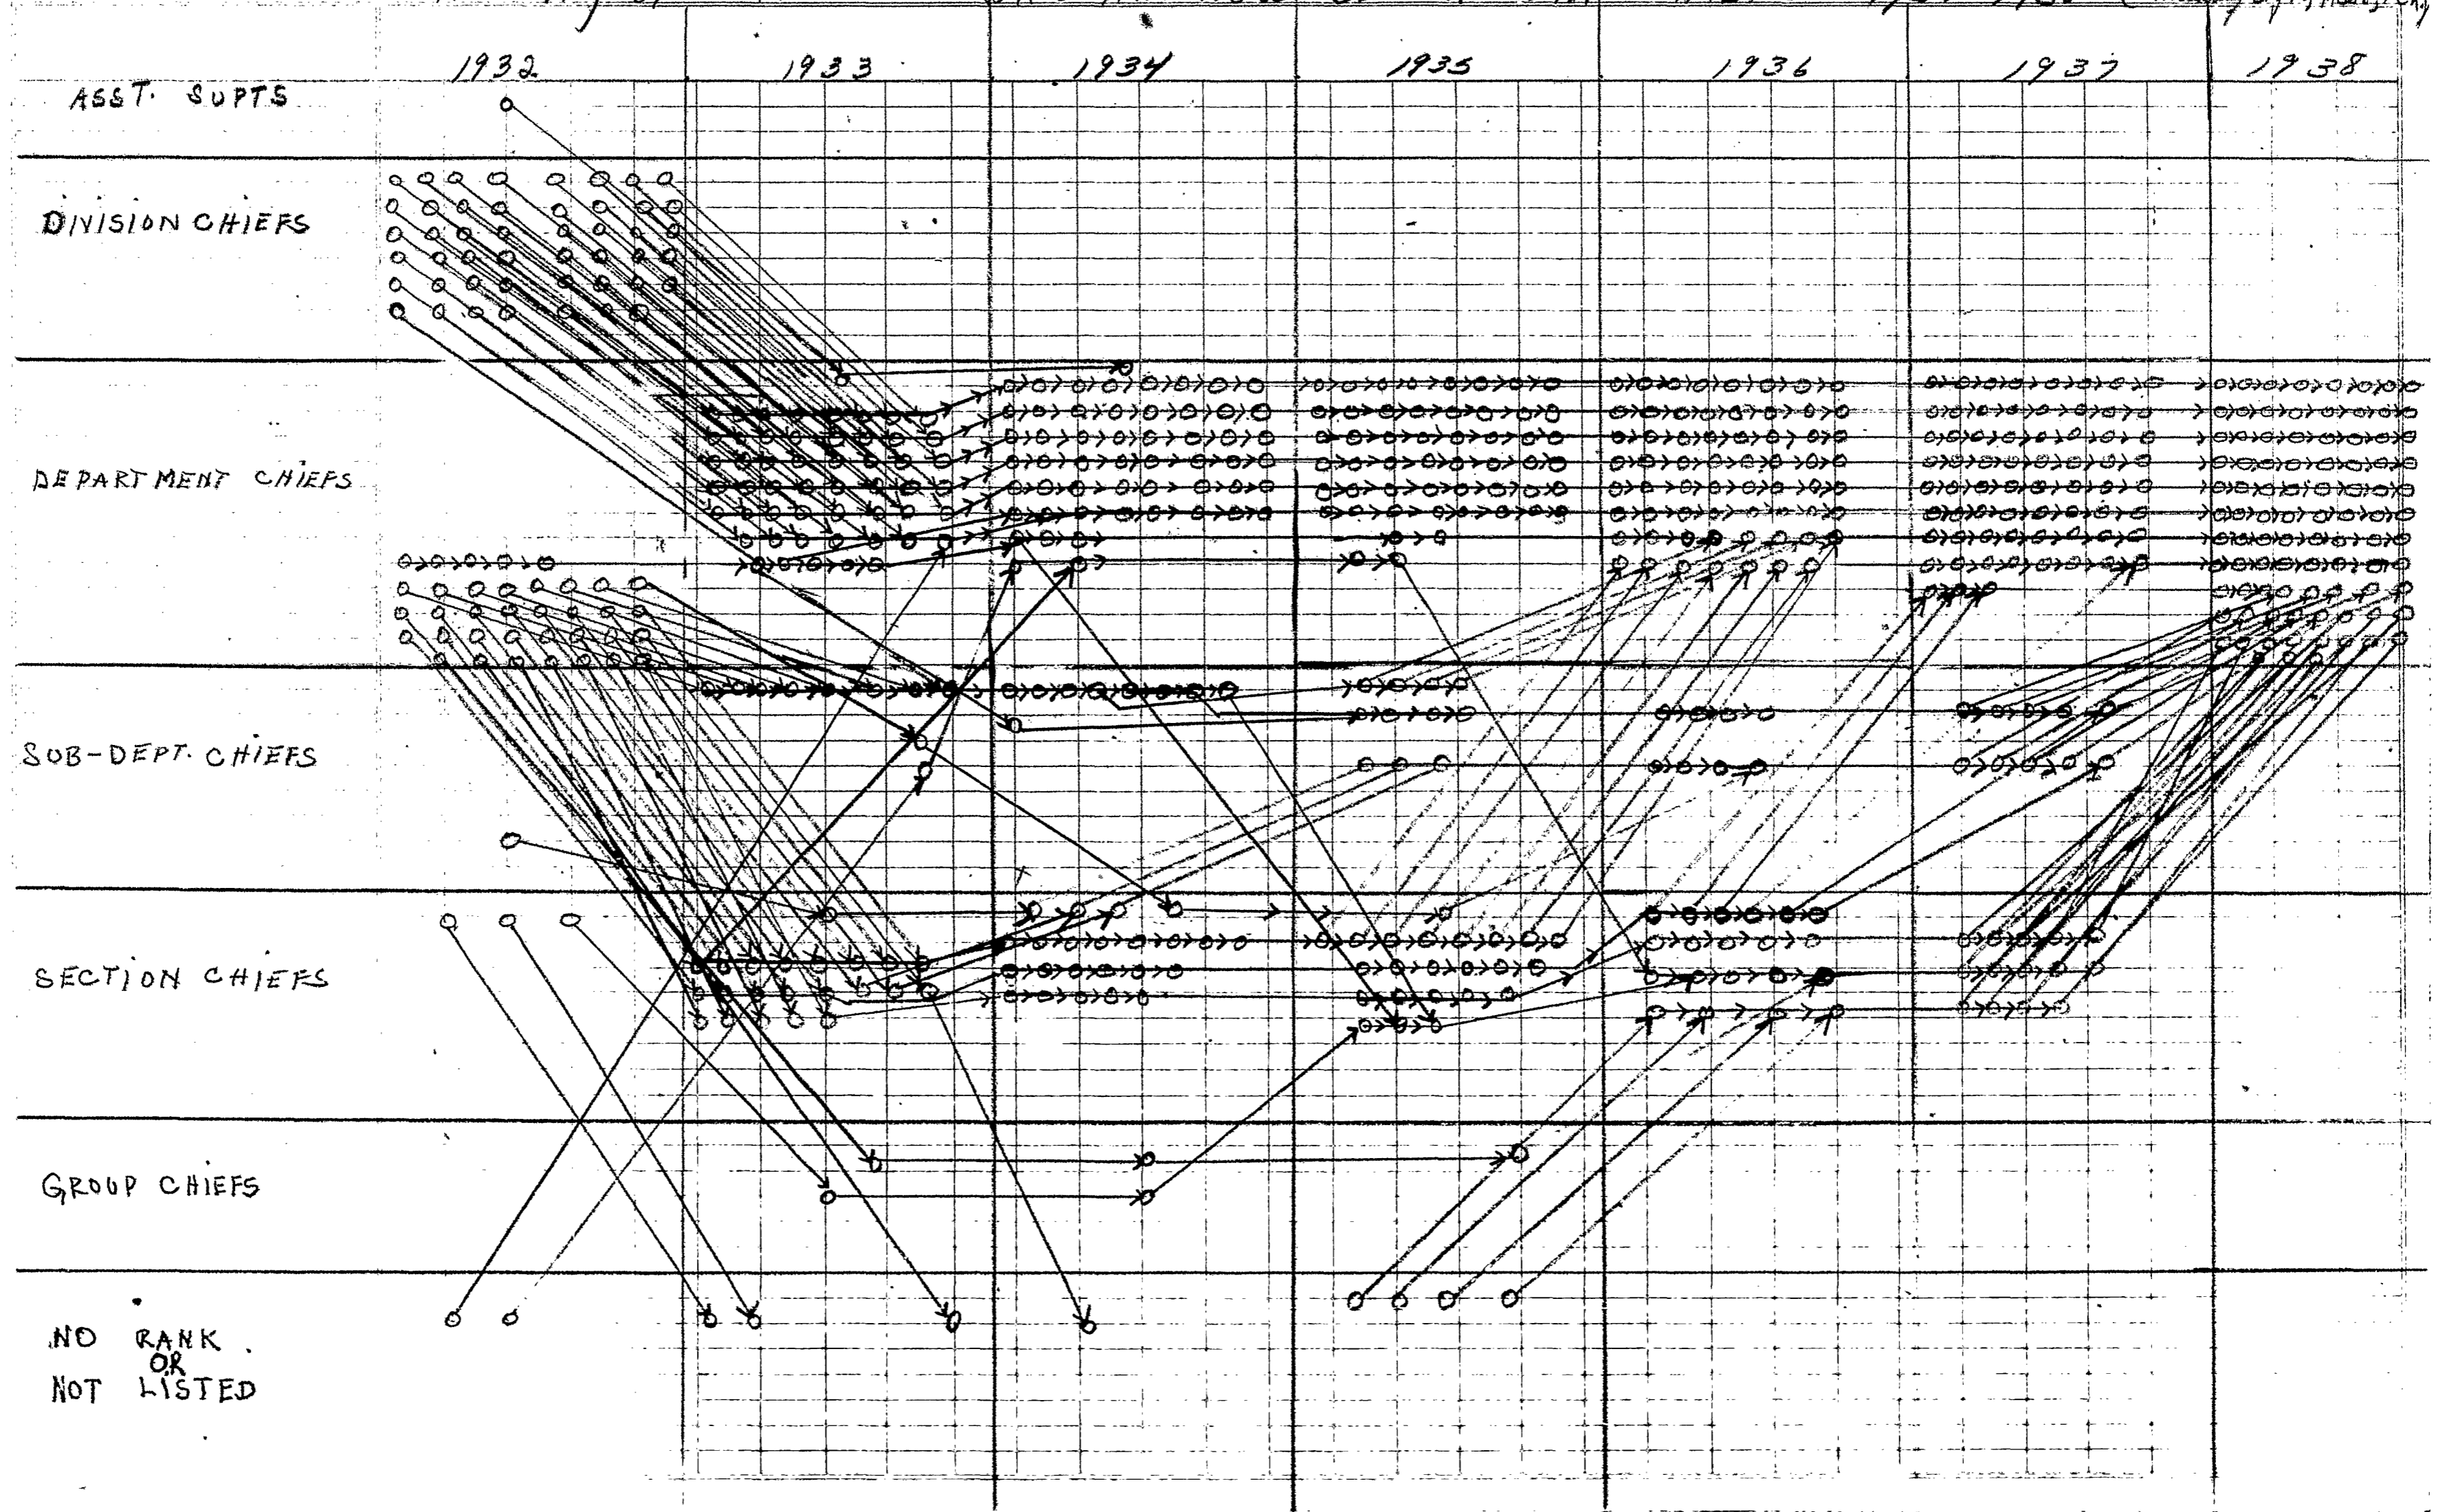 1932 1933 1934 1935 1936 1937 1938
ASST. SUPTS
DIVISION CHIEFS
DEPARTMENT CHIEFS
SUB-DEPT. CHIEFS
SECTION CHIEFS
GROUP CHIEFS
NO RANK
OR
NOT LISTED